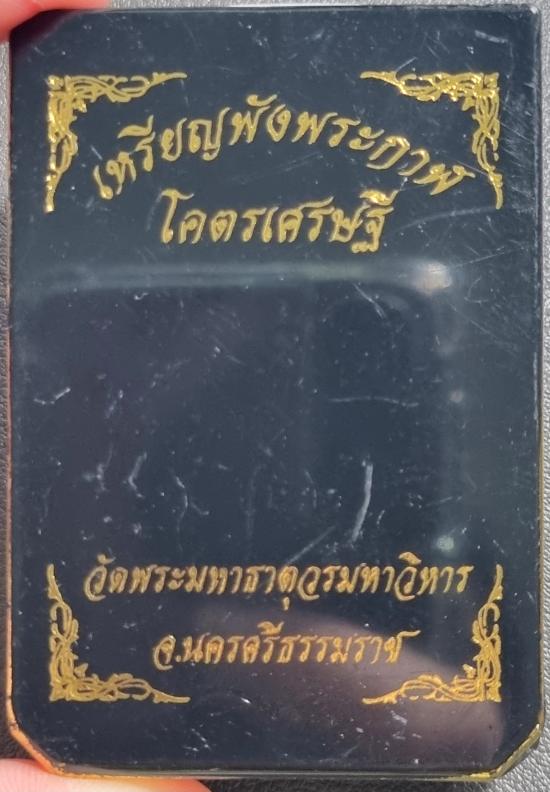 เหรียญพังพระกาฬ
โคตรเศรษฐี
วัดพระมหาธาตุวรมหาวิหาร
จ.นครศรีธรรมราช